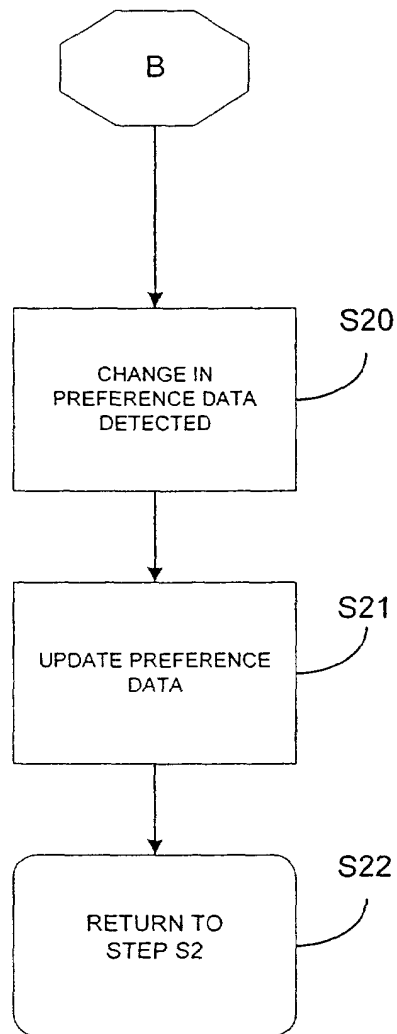 B
S20
CHANGE IN
PREFERENCE DATA
DETECTED
S21
UPDATE PREFERENCE
DATA
S22
RETURN TO
STEP S2